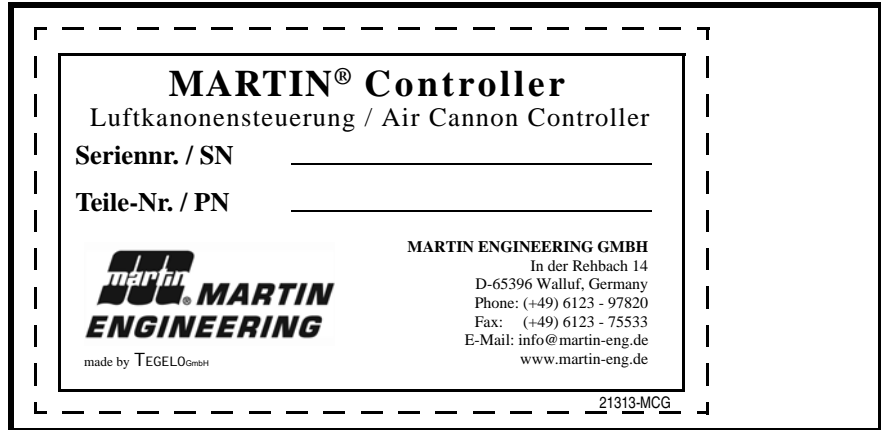 MARTIN® Controller
Luftkanonensteuerung / Air Cannon Controller
Seriennr. / SN
Teile-Nr. / PN
martin
® MARTIN
ENGINEERING
made by TEGELO GmbH
MARTIN ENGINEERING GMBH
In der Rehbach 14
D-65396 Walluf, Germany
Phone: (+49) 6123 - 97820
Fax: (+49) 6123 - 75533
E-Mail: info@martin-eng.de
www.martin-eng.de
21313-MCG